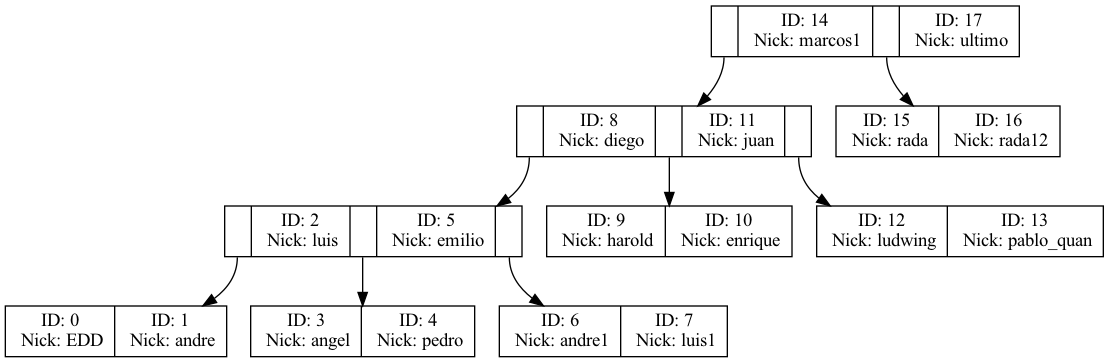 ID: 14
Nick: marcos1
ID: 17
Nick: ultimo
ID: 8
Nick: diego
ID: 11
Nick: juan
ID: 15
Nick: rada
ID: 16
Nick: rada12
ID: 2
Nick: luis
ID: 5
Nick: emilio
ID: 9
Nick: harold
ID: 10
Nick: enrique
ID: 12
Nick: ludwing
ID: 13
Nick: pablo_quan
ID: 0
Nick: EDD
ID: 1
Nick: andre
ID: 3
Nick: angel
ID: 4
Nick: pedro
ID: 6
Nick: andre1
ID: 7
Nick: luis1